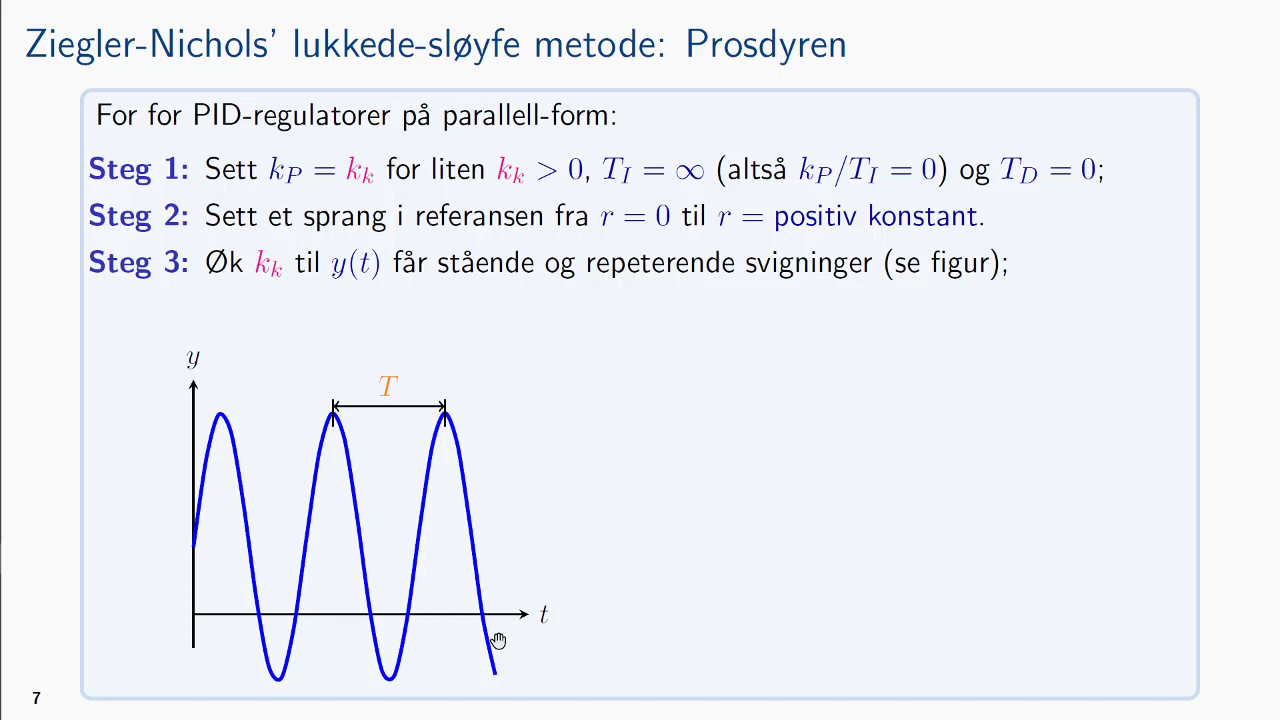 Ziegler-Nichols' lukkede-sløyfe metode: Prosdyren
For for PID-regulatorer på parallell-form:
Steg 1: Sett k_P = k_k for liten k_k > 0, T_I = ∞ (altså k_P/T_I = 0) og T_D = 0;
Steg 2: Sett et sprang i referansen fra r = 0 til r = positiv konstant.
Steg 3: Øk k_k til y(t) får stående og repeterende svigninger (se figur);
y
T
t
7